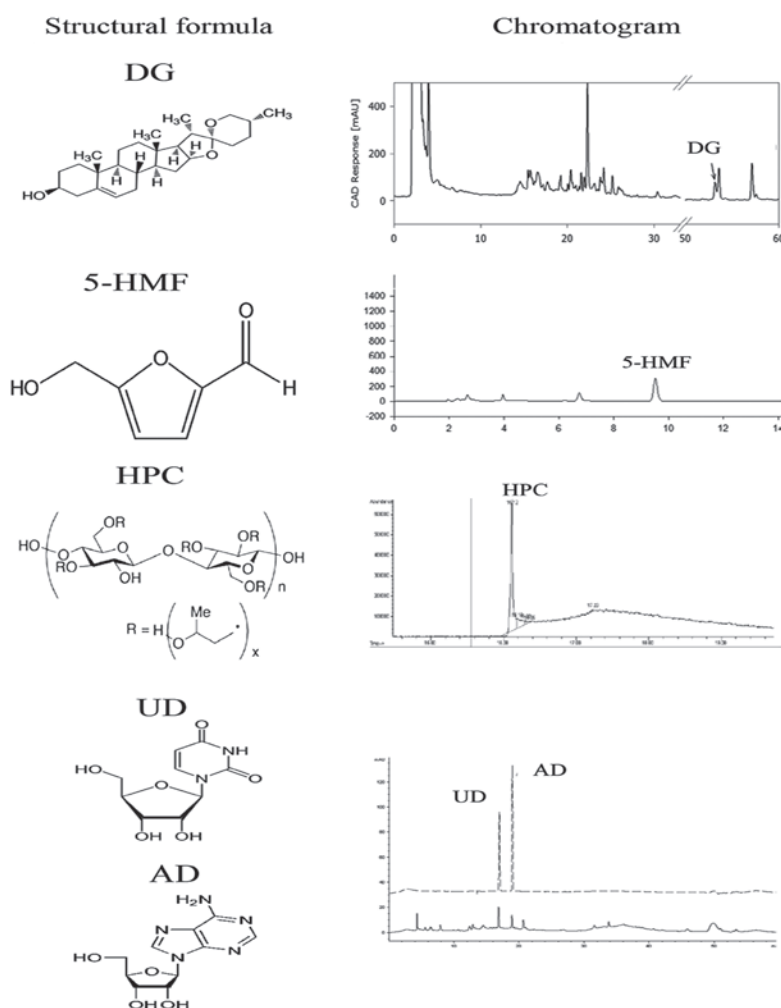 Structural formula
Chromatogram
DG
CH₃
H₃C
CH₃
H₃C
O
O
H
H
H
H
H
HO
CAD Response [mAU]
400
200
0
DG
0 10 20 30 50 60
5-HMF
O
HO
O
H
1400
1200
1000
800
600
400
200
0
-200
5-HMF
0 2 4 6 8 10 12 14
HPC
RO
OR
RO
OH
HO
O
O
RO
OH
O
O
OR
n
R = H
Me
O
*
x
HPC
UD
O
NH
N
O
HO
O
OH
OH
UD
AD
AD
H₂N
N
N
N
N
HO
O
OH
OH